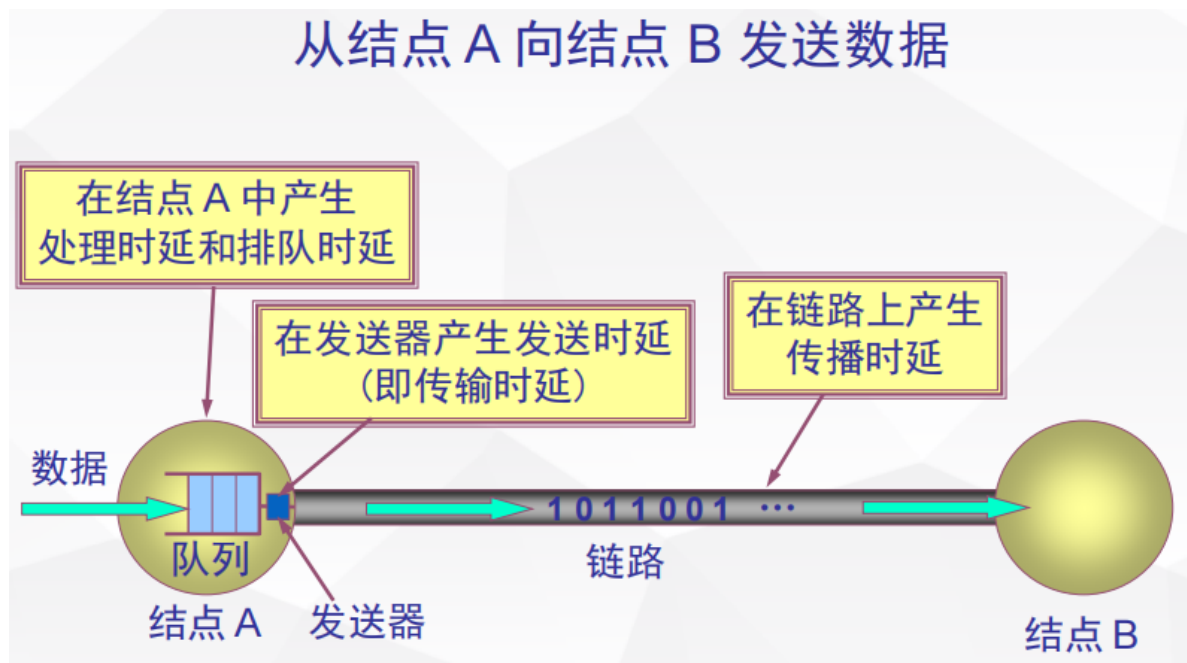 从结点 A 向结点 B 发送数据
在结点 A 中产生
处理时延和排队时延
在发送器产生发送时延
(即传输时延)
在链路上产生
传播时延
数据
1 0 1 1 0 0 1 …
队列
链路
结点 A
发送器
结点 B